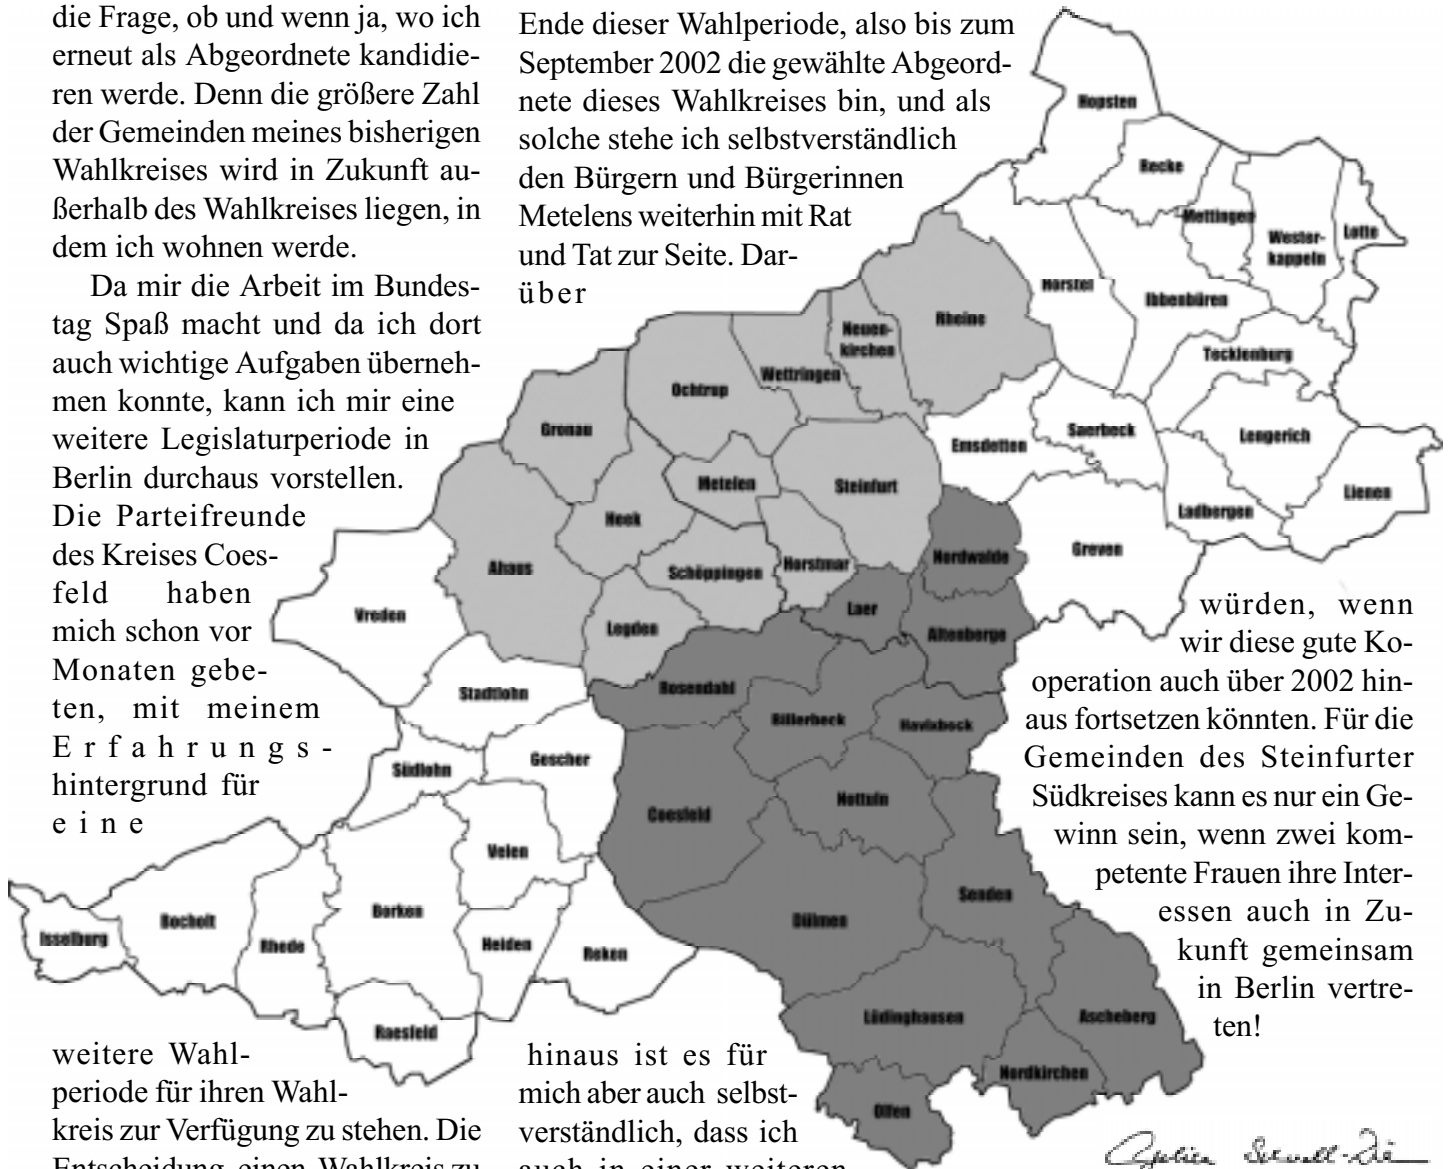 die Frage, ob und wenn ja, wo ich
erneut als Abgeordnete kandidie-
ren werde. Denn die größere Zahl
der Gemeinden meines bisherigen
Wahlkreises wird in Zukunft au-
ßerhalb des Wahlkreises liegen, in
dem ich wohnen werde.
Da mir die Arbeit im Bundes-
tag Spaß macht und da ich dort
auch wichtige Aufgaben überneh-
men konnte, kann ich mir eine
weitere Legislaturperiode in
Berlin durchaus vorstellen.
Die Parteifreunde
des Kreises Coes-
feld haben
mich schon vor
Monaten gebe-
ten, mit meinem
Erfahrungs-
hintergrund für
eine
weitere Wahl-
periode für ihren Wahl-
kreis zur Verfügung zu stehen. Die
Entscheidung, einen Wahlkreis zu
Ende dieser Wahlperiode, also bis zum
September 2002 die gewählte Abgeord-
nete dieses Wahlkreises bin, und als
solche stehe ich selbstverständlich
den Bürgern und Bürgerinnen
Metelens weiterhin mit Rat
und Tat zur Seite. Dar-
über
hinaus ist es für
mich aber auch selbst-
verständlich, dass ich
auch in einer weiteren
würden, wenn
wir diese gute Ko-
operation auch über 2002 hin-
aus fortsetzen könnten. Für die
Gemeinden des Steinfurter
Südkreises kann es nur ein Ge-
winn sein, wenn zwei kom-
petente Frauen ihre Inter-
essen auch in Zu-
kunft gemeinsam
in Berlin vertre-
ten!
Hopsten
Recke
Mettingen
Wester-
kappeln
Lotte
Hörstel
Ibbenbüren
Rheine
Neuen-
kirchen
Tecklenburg
Wettringen
Ochtrup
Gronau
Saerbeck
Lengerich
Emsdetten
Metelen
Steinfurt
Lienen
Ladbergen
Heek
Greven
Nordwalde
Ahaus
Schöppingen
Horstmar
Laer
Vreden
Legden
Altenberge
Stadtlohn
Rosendahl
Billerbeck
Havixbeck
Gescher
Südlohn
Nottuln
Coesfeld
Velen
Senden
Borken
Bocholt
Dülmen
Isselburg
Rhede
Heiden
Reken
Lüdinghausen
Ascheberg
Raesfeld
Nordkirchen
Olfen